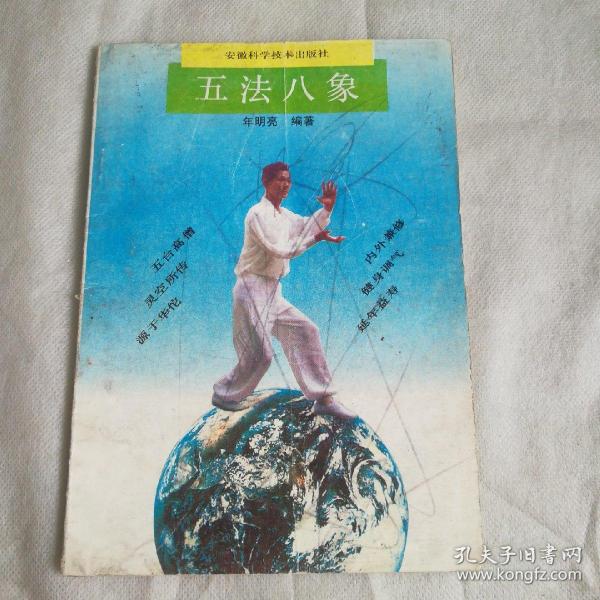 安徽科学技术出版社
五法八象
年明亮 编著
五台高僧
灵空所传
源于华佗
内外兼修
健身调气
延年益寿
孔夫子旧书网
www.kongfz.com